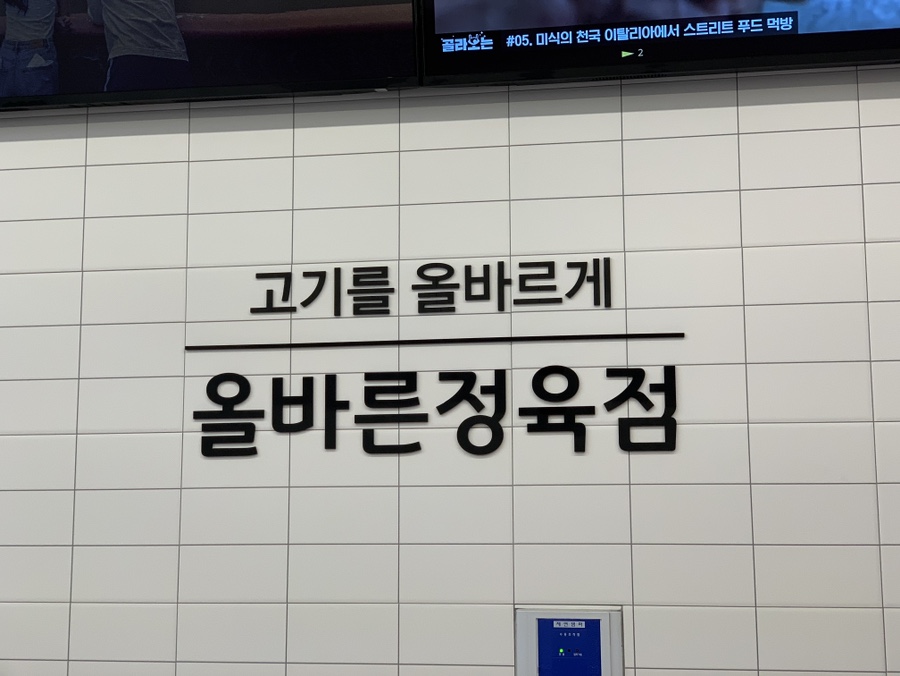 골라오는 #05. 미식의 천국 이탈리아에서 스트리트 푸드 먹방
2
고기를 올바르게
올바른정육점